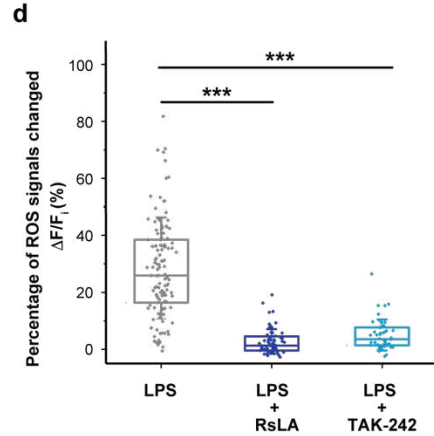 d
***
***
Percentage of ROS signals changed
ΔF/Fi (%)
100
80
60
40
20
0
LPS
LPS
+
RsLA
LPS
+
TAK-242